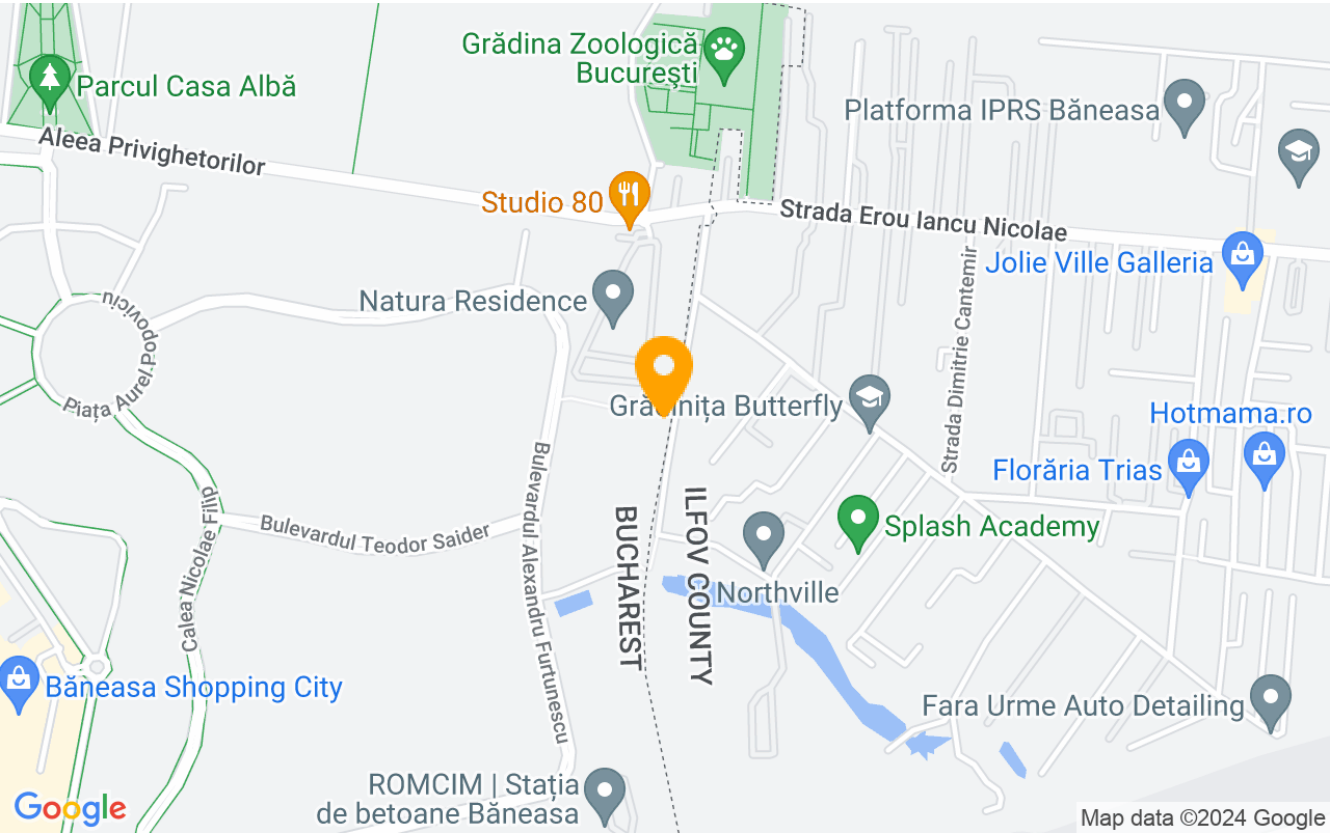 Grădina Zoologică
București
Parcul Casa Albă
Platforma IPRS Băneasa
Aleea Privighetorilor
Studio 80
Strada Erou Iancu Nicolae
Jolie Ville Galleria
Natura Residence
Piața Aurel Popoviciu
Strada Dimitrie Cantemir
Grădinița Butterfly
Hotmama.ro
Florăria Trias
Calea Nicolae Filip
Bulevardul Teodor Saider
Bulevardul Alexandru Furtunescu
BUCHAREST
ILFOV COUNTY
Splash Academy
Northville
Băneasa Shopping City
Fara Urme Auto Detailing
ROMCIM | Stația
de betoane Băneasa
Google
Map data ©2024 Google